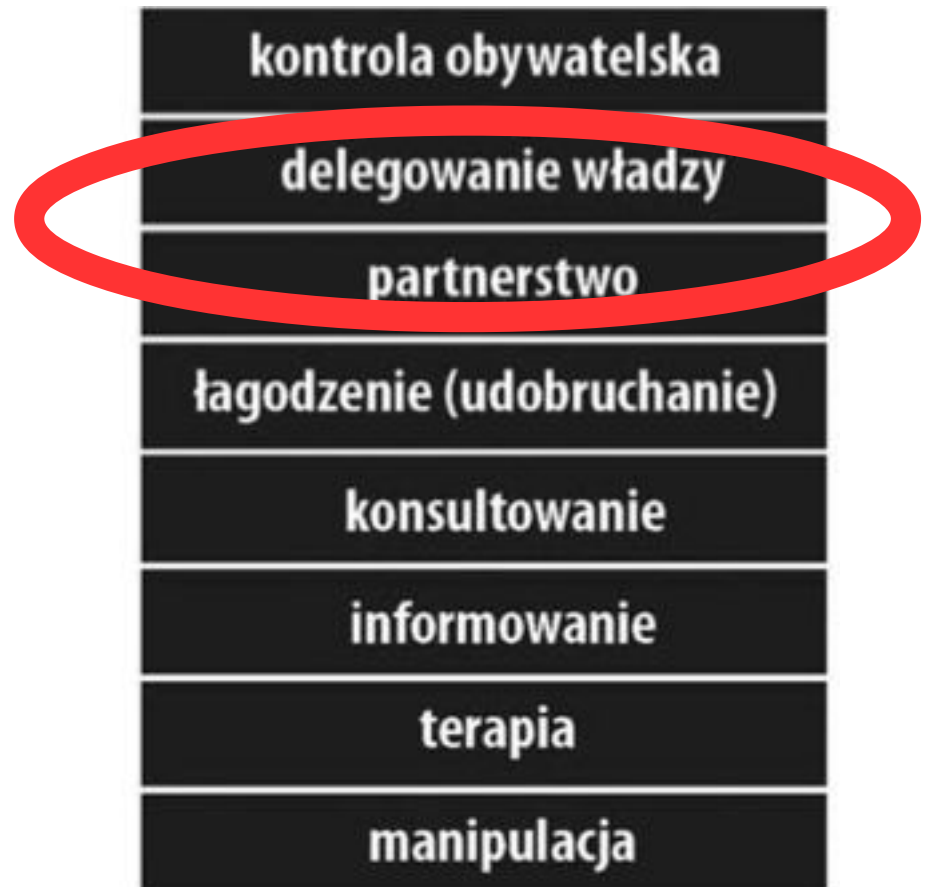 kontrola obywatelska
delegowanie władzy
partnerstwo
łagodzenie (udobruchanie)
konsultowanie
informowanie
terapia
manipulacja